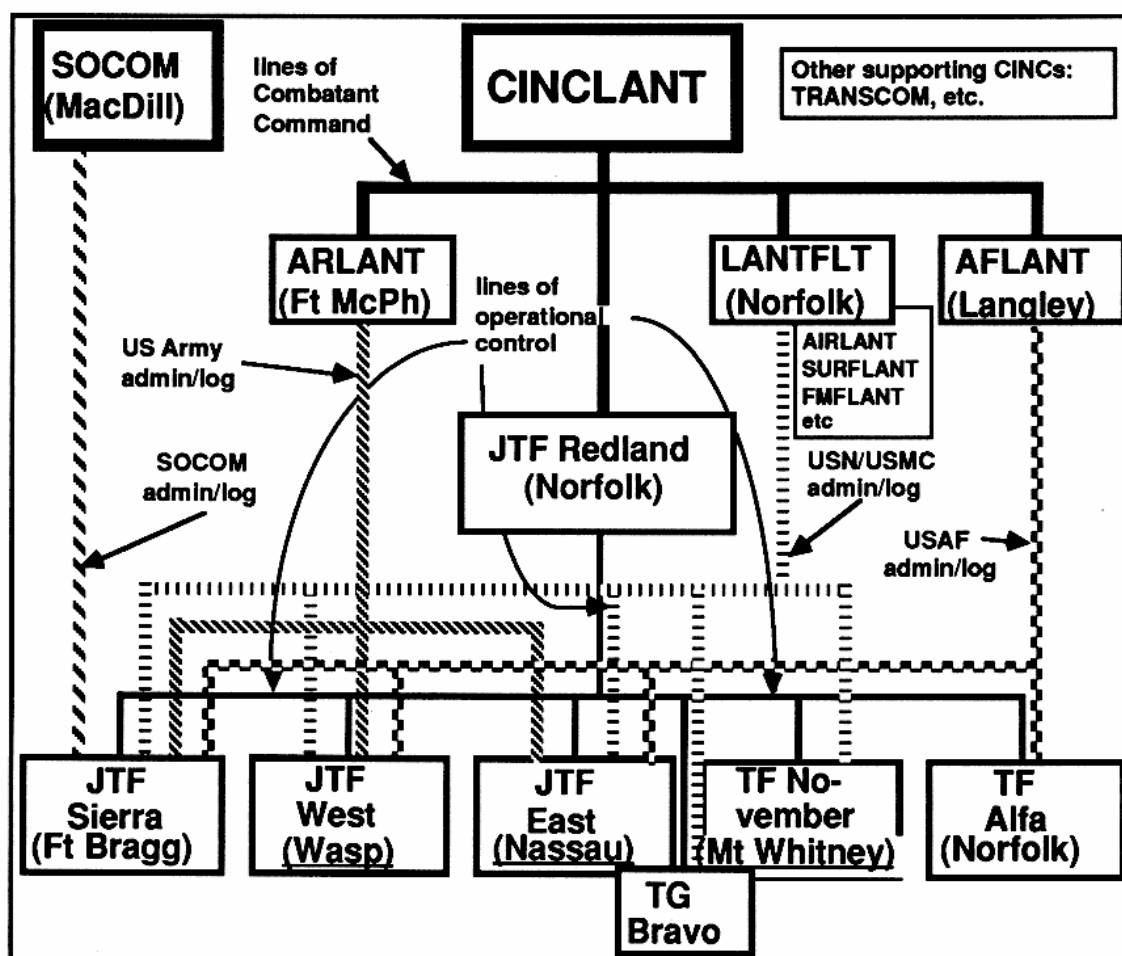 SOCOM
(MacDill)
lines of
Combatant
Command
CINCLANT
Other supporting CINCs:
TRANSCOM, etc.
ARLANT
(Ft McPh)
lines of
operational
control
LANTFLT
(Norfolk)
AFLANT
(Langley)
AIRLANT
SURFLANT
FMFLANT
etc
US Army
admin/log
JTF Redland
(Norfolk)
SOCOM
admin/log
USN/USMC
admin/log
USAF
admin/log
JTF
Sierra
(Ft Bragg)
JTF
West
(Wasp)
JTF
East
(Nassau)
TF No-
vember
(Mt Whitney)
TF
Alfa
(Norfolk)
TG
Bravo